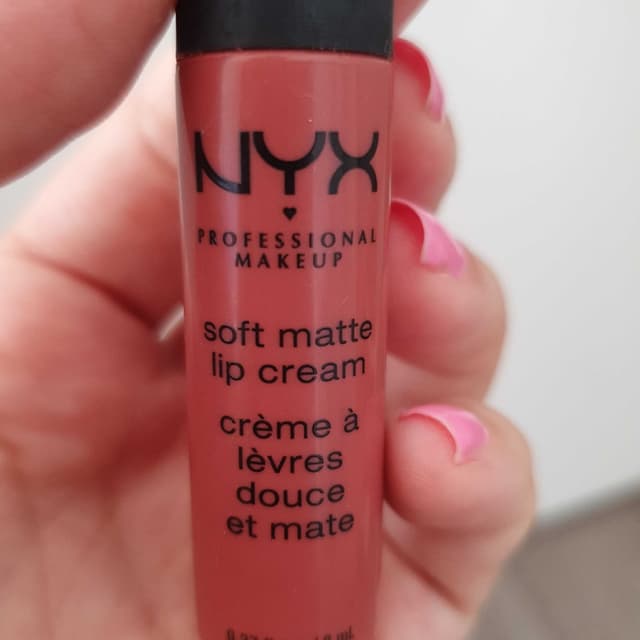 NYX
PROFESSIONAL
MAKEUP
soft matte
lip cream
crème à
lèvres
douce
et mate